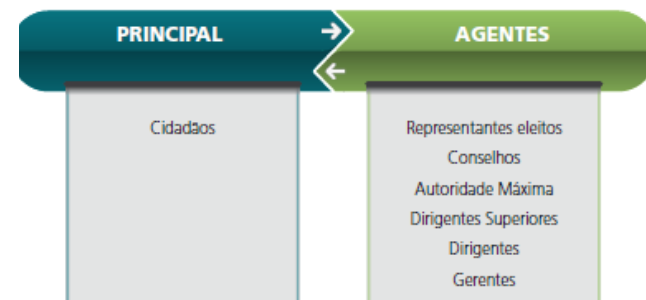 PRINCIPAL
AGENTES
Cidadãos
Representantes eleitos
Conselhos
Autoridade Máxima
Dirigentes Superiores
Dirigentes
Gerentes